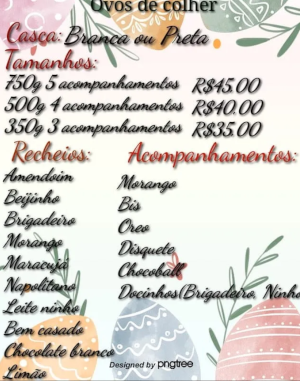 Ovos de colher
Casca: Branca ou Preta
Tamanhos:
750g 5 acompanhamentos R$45.00
500g 4 acompanhamentos R$40.00
350g 3 acompanhamentos R$35.00
Recheios:
Amendoim
Beijinho
Brigadeiro
Morango
Maracujá
Napolitano
Leite ninho
Bem casado
Chocolate branco
Limão
Acompanhamentos:
Morango
Bis
Oreo
Disquete
Chocoball
Docinhos(Brigadeiro, Ninho
Designed by pngtree